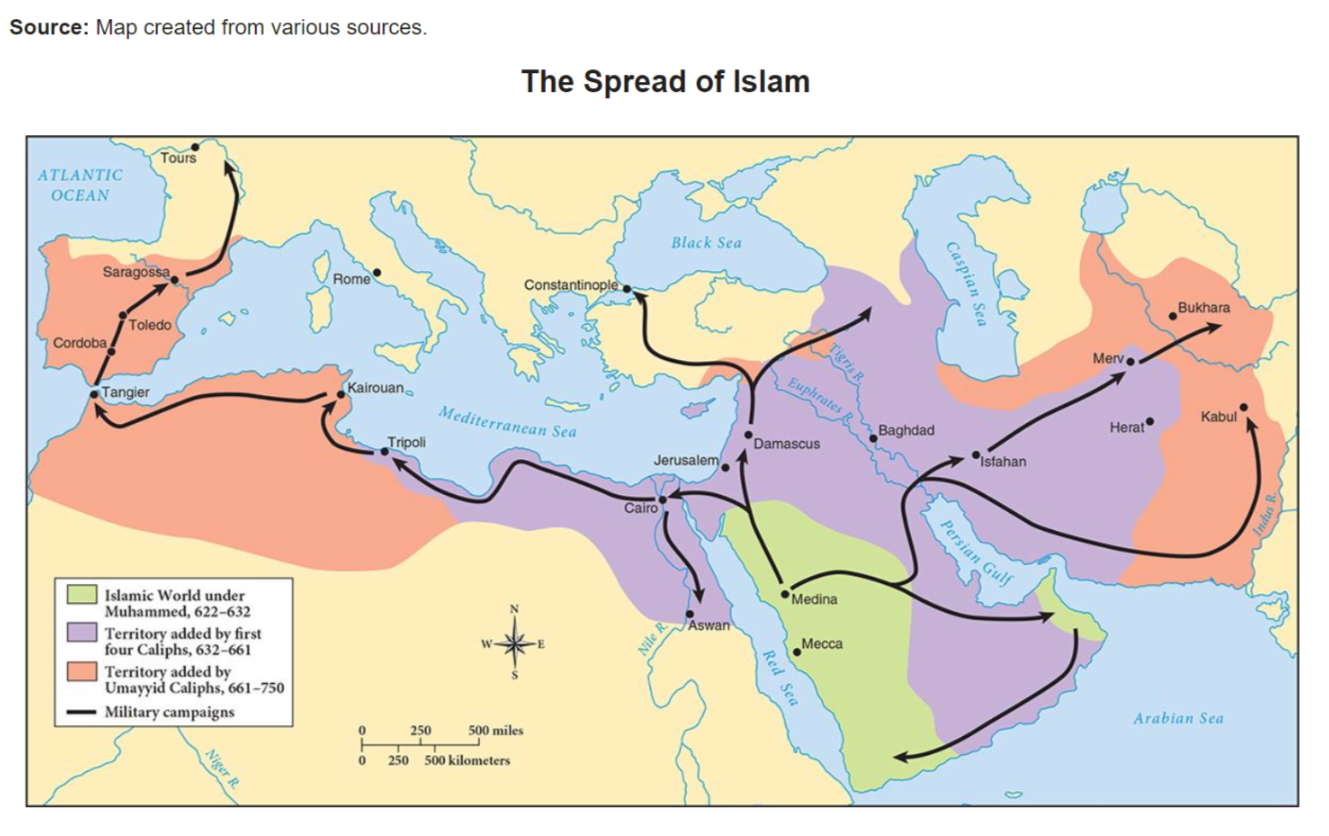 Source: Map created from various sources.
The Spread of Islam
Tours
ATLANTIC
OCEAN
Black Sea
Caspian Sea
Saragossa
Rome
Constantinople
Bukhara
Toledo
Cordoba
Tigris R.
Merv
Tangier
Kairouan
Euphrates R.
Mediterranean Sea
Herat
Kabul
Baghdad
Tripoli
Damascus
Jerusalem
Isfahan
Cairo
Indus R.
Persian Gulf
Medina
Aswan
Nile R.
Mecca
Red Sea
Arabian Sea
Islamic World under
Muhammed, 622–632
Territory added by first
four Caliphs, 632–661
Territory added by
Umayyid Caliphs, 661–750
Military campaigns
N
W E
S
0 250 500 miles
0 250 500 kilometers
Niger R.